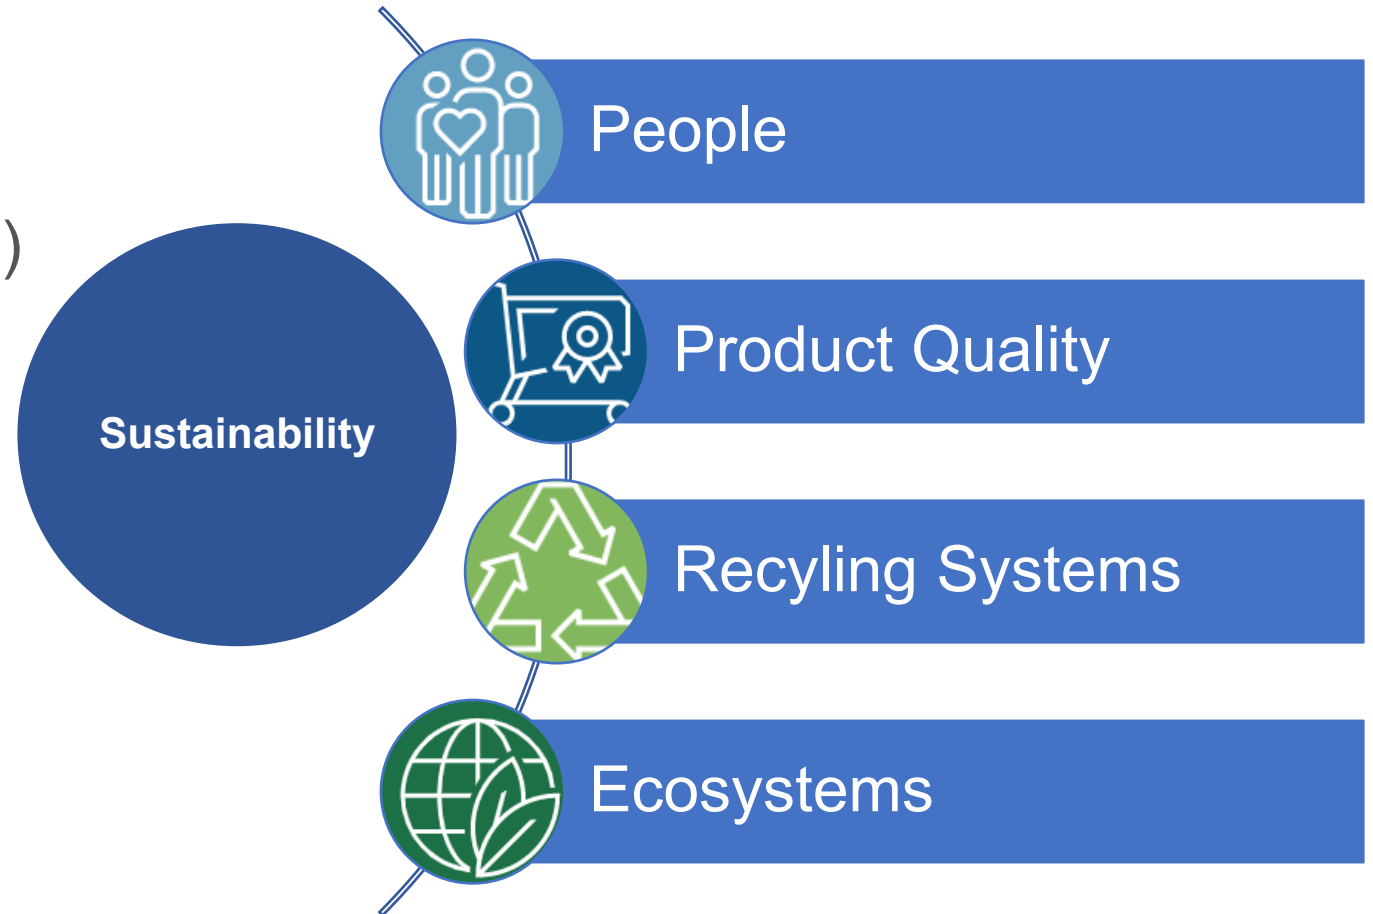 )
Sustainability
People
Product Quality
Recyling Systems
Ecosystems